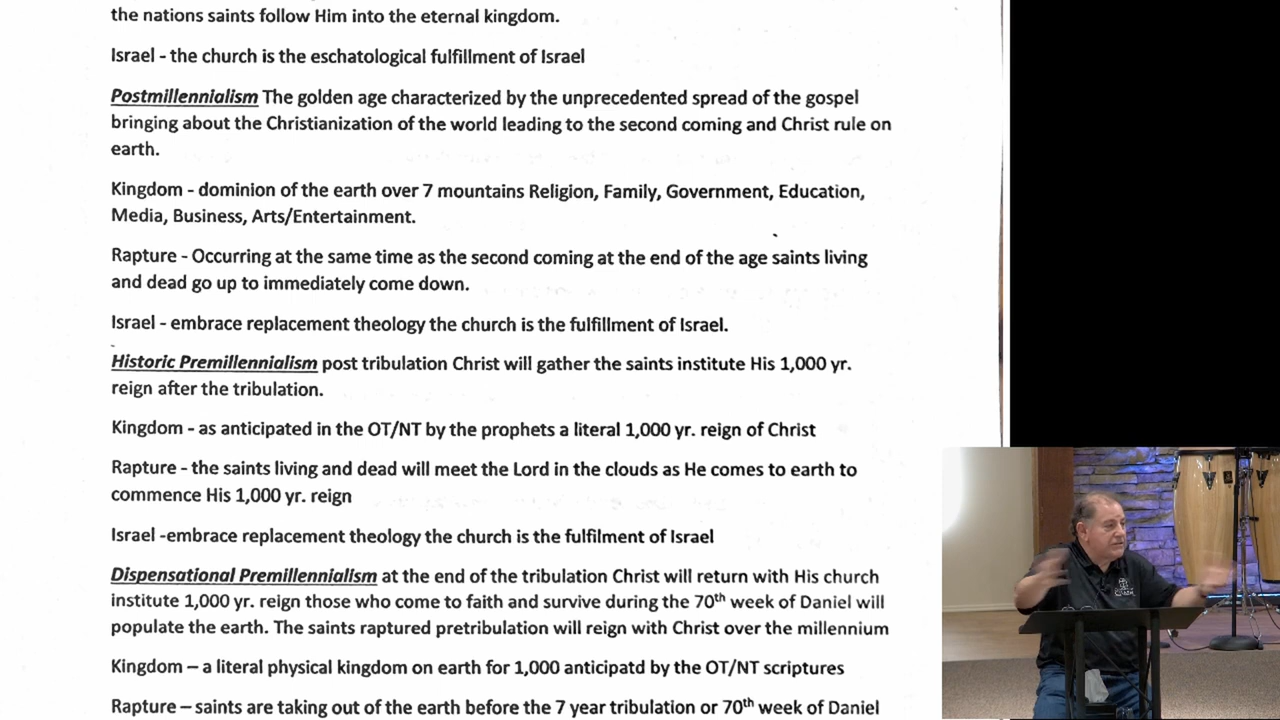 the nations saints follow Him into the eternal kingdom.
Israel - the church is the eschatological fulfillment of Israel
Postmillennialism The golden age characterized by the unprecedented spread of the gospel
bringing about the Christianization of the world leading to the second coming and Christ rule on
earth.
Kingdom - dominion of the earth over 7 mountains Religion, Family, Government, Education,
Media, Business, Arts/Entertainment.
Rapture - Occurring at the same time as the second coming at the end of the age saints living
and dead go up to immediately come down.
Israel - embrace replacement theology the church is the fulfillment of Israel.
Historic Premillennialism post tribulation Christ will gather the saints institute His 1,000 yr.
reign after the tribulation.
Kingdom - as anticipated in the OT/NT by the prophets a literal 1,000 yr. reign of Christ
Rapture - the saints living and dead will meet the Lord in the clouds as He comes to earth to
commence His 1,000 yr. reign
Israel -embrace replacement theology the church is the fulfilment of Israel
Dispensational Premillennialism at the end of the tribulation Christ will return with His church
institute 1,000 yr. reign those who come to faith and survive during the 70th week of Daniel will
populate the earth. The saints raptured pretribulation will reign with Christ over the millennium
Kingdom – a literal physical kingdom on earth for 1,000 anticipatd by the OT/NT scriptures
Rapture – saints are taking out of the earth before the 7 year tribulation or 70th week of Daniel